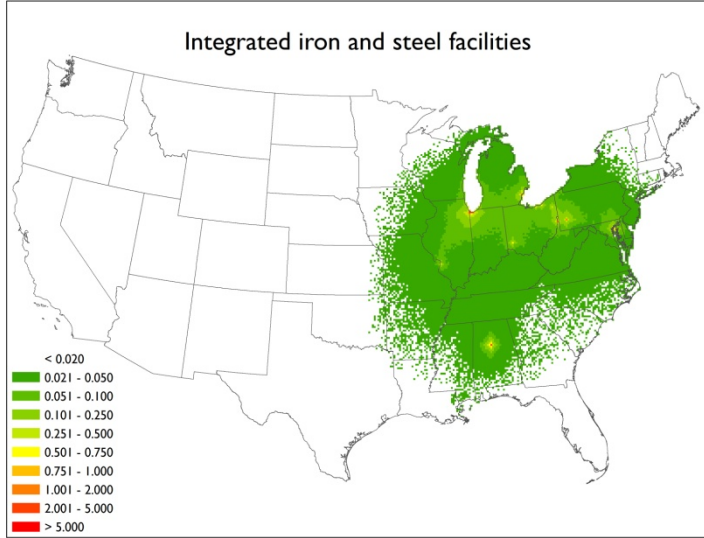 Integrated iron and steel facilities
< 0.020
0.021 - 0.050
0.051 - 0.100
0.101 - 0.250
0.251 - 0.500
0.501 - 0.750
0.751 - 1.000
1.001 - 2.000
2.001 - 5.000
> 5.000